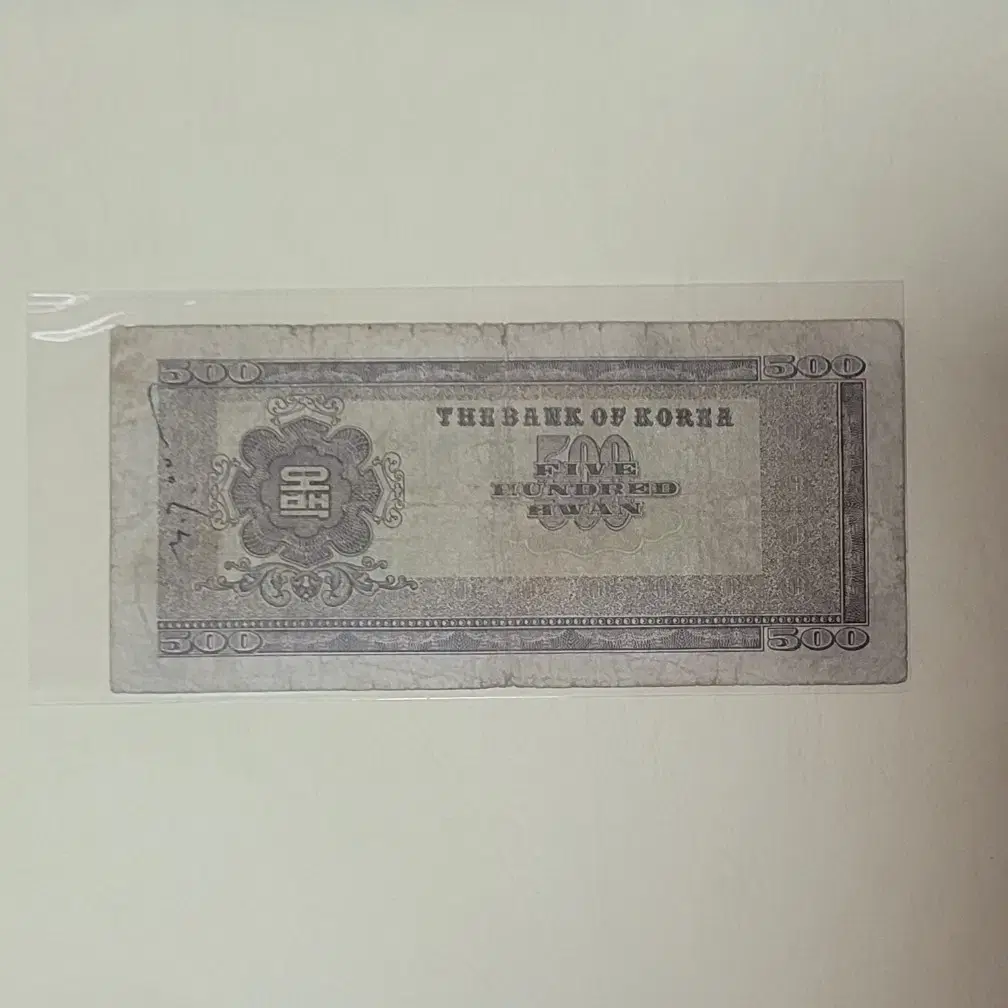 500 500
THE BANK OF KOREA
500
FIVE
HUNDRED
HWAN
500 500